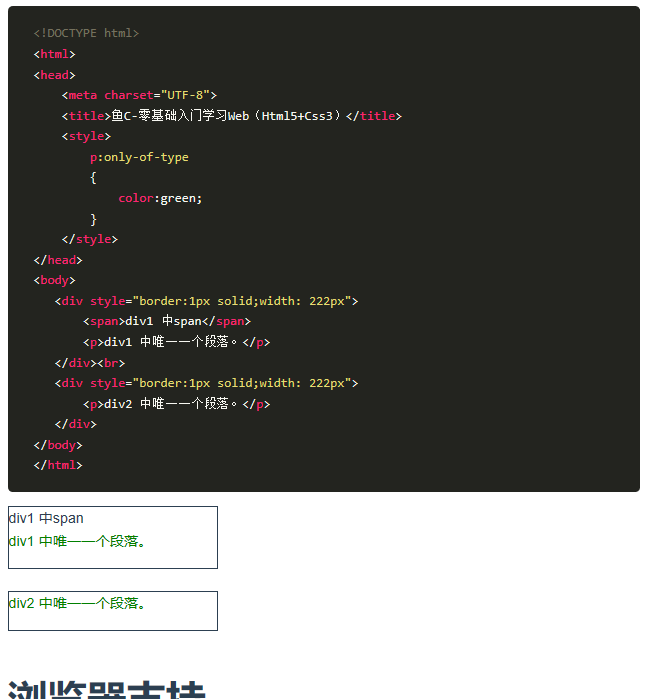 <!DOCTYPE html>
<html>
<head>
    <meta charset="UTF-8">
    <title>鱼C-零基础入门学习Web（Html5+Css3）</title>
    <style>
        p:only-of-type
        {
            color:green;
        }
    </style>
</head>
<body>
   <div style="border:1px solid;width: 222px">
       <span>div1 中span</span>
       <p>div1 中唯一一个段落。</p>
   </div><br>
   <div style="border:1px solid;width: 222px">
       <p>div2 中唯一一个段落。</p>
   </div>
</body>
</html>
div1 中span
div1 中唯一一个段落。
div2 中唯一一个段落。
浏览器支持